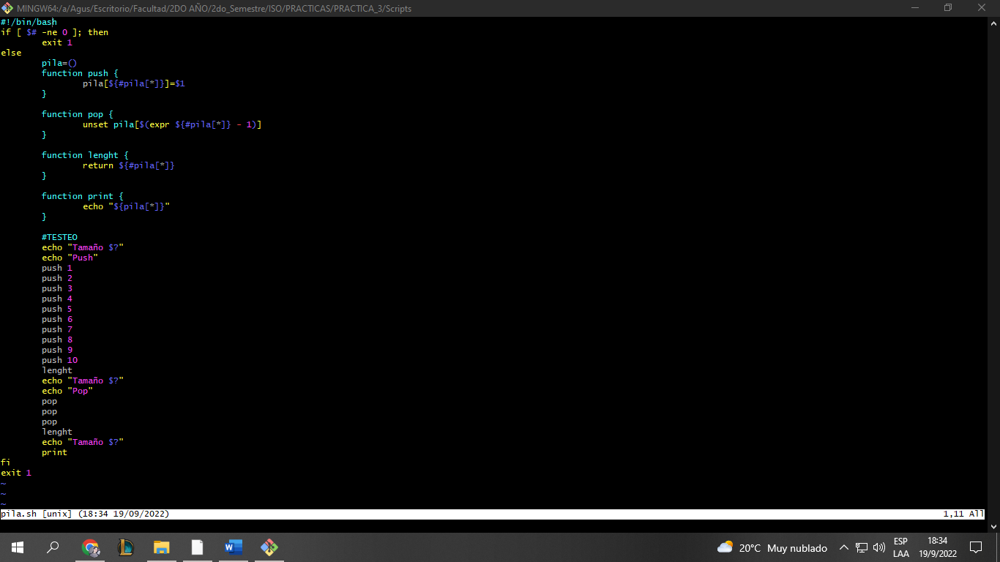 MINGW64:/a/Agus/Escritorio/Facultad/2DO AÑO/2do_Semestre/ISO/PRACTICAS/PRACTICA_3/Scripts
#!/bin/bash
if [ $# -ne 0 ]; then
        exit 1
else
        pila=()
        function push {
                pila[${#pila[*]}]=$1
        }

        function pop {
                unset pila[$(expr ${#pila[*]} - 1)]
        }

        function lenght {
                return ${#pila[*]}
        }

        function print {
                echo "${pila[*]}"
        }

        #TESTEO
        echo "Tamaño $?"
        echo "Push"
        push 1
        push 2
        push 3
        push 4
        push 5
        push 6
        push 7
        push 8
        push 9
        push 10
        lenght
        echo "Tamaño $?"
        echo "Pop"
        pop
        pop
        pop
        lenght
        echo "Tamaño $?"
        print
fi
exit 1
~
~
~
pila.sh [unix] (18:34 19/09/2022) 1,11 All
20°C Muy nublado
ESP
LAA
18:34
19/9/2022